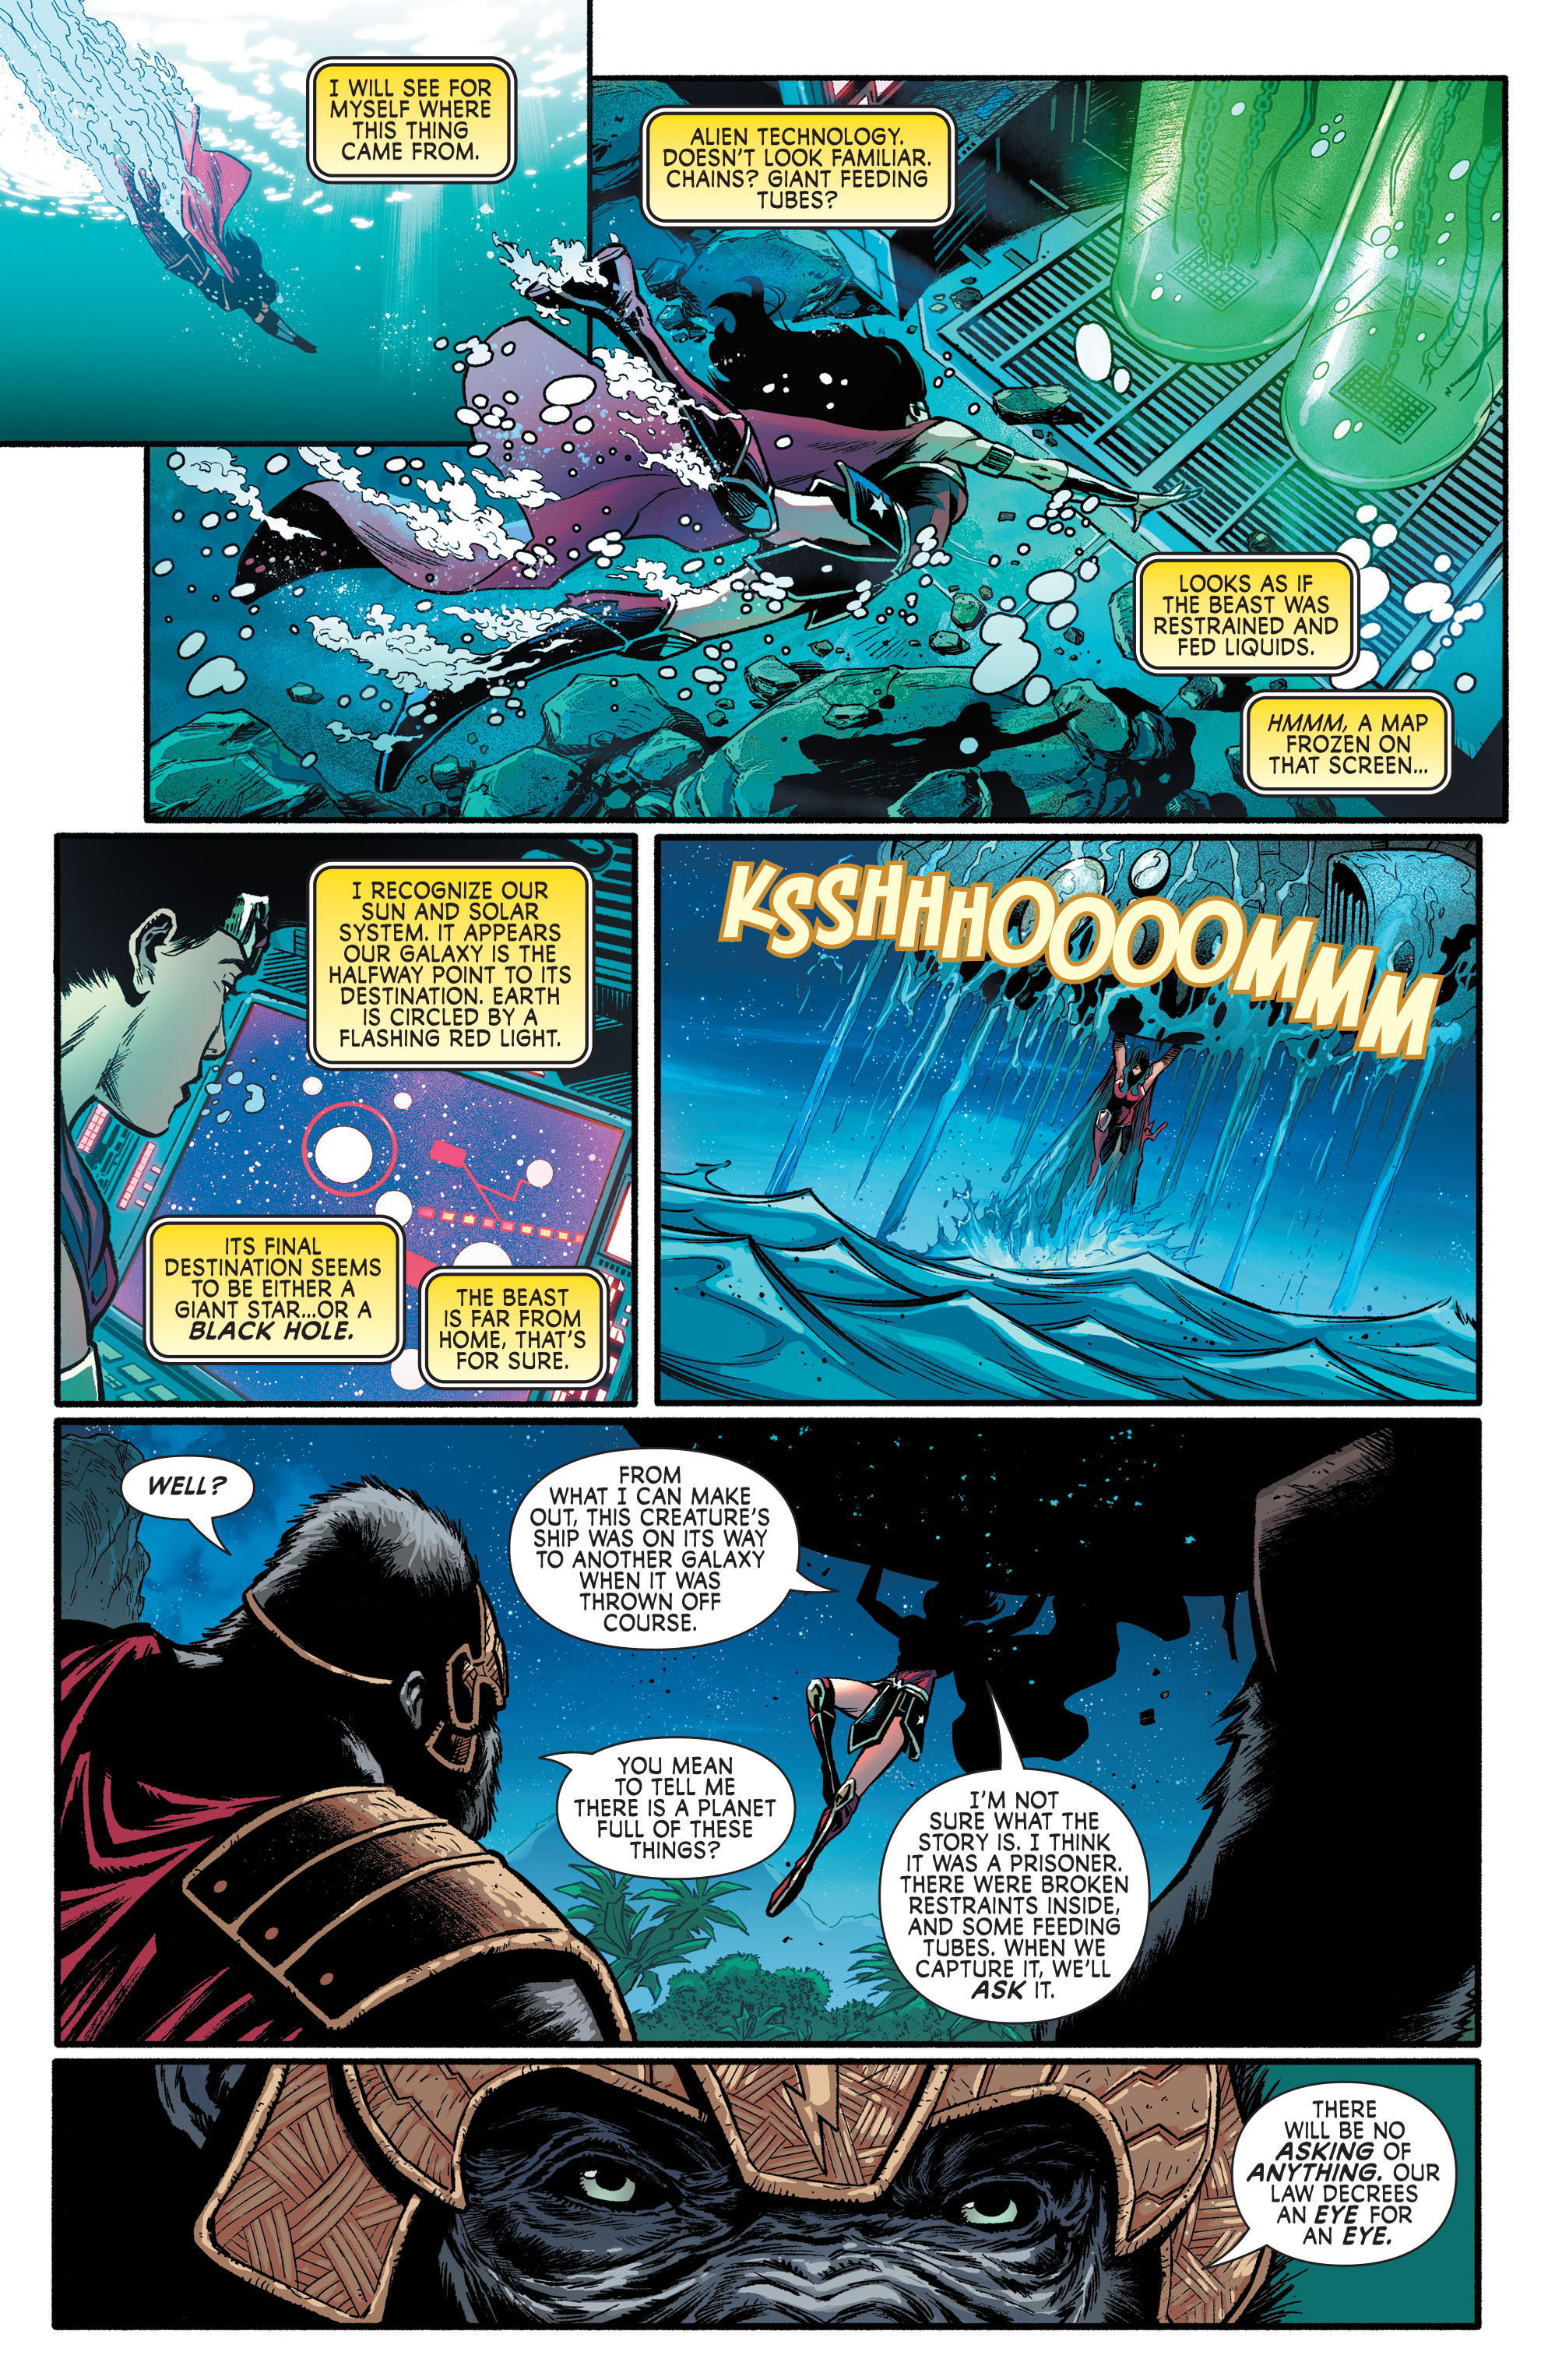 I WILL SEE FOR
MYSELF WHERE
THIS THING
CAME FROM.
ALIEN TECHNOLOGY.
DOESN'T LOOK FAMILIAR.
CHAINS? GIANT FEEDING
TUBES?
LOOKS AS IF
THE BEAST WAS
RESTRAINED AND
FED LIQUIDS.
HMMM, A MAP
FROZEN ON
THAT SCREEN...
I RECOGNIZE OUR
SUN AND SOLAR
SYSTEM. IT APPEARS
OUR GALAXY IS THE
HALFWAY POINT TO ITS
DESTINATION. EARTH
IS CIRCLED BY A
FLASHING RED LIGHT.
ITS FINAL
DESTINATION SEEMS
TO BE EITHER A
GIANT STAR...OR A
BLACK HOLE.
THE BEAST
IS FAR FROM
HOME, THAT'S
FOR SURE.
KSSHHHOOOOMMM
WELL?
FROM
WHAT I CAN MAKE
OUT, THIS CREATURE'S
SHIP WAS ON ITS WAY
TO ANOTHER GALAXY
WHEN IT WAS
THROWN OFF
COURSE.
YOU MEAN
TO TELL ME
THERE IS A PLANET
FULL OF THESE
THINGS?
I'M NOT
SURE WHAT THE
STORY IS. I THINK
IT WAS A PRISONER.
THERE WERE BROKEN
RESTRAINTS INSIDE,
AND SOME FEEDING
TUBES. WHEN WE
CAPTURE IT, WE'LL
ASK IT.
THERE
WILL BE NO
ASKING OF
ANYTHING. OUR
LAW DECREES
AN EYE FOR
AN EYE.